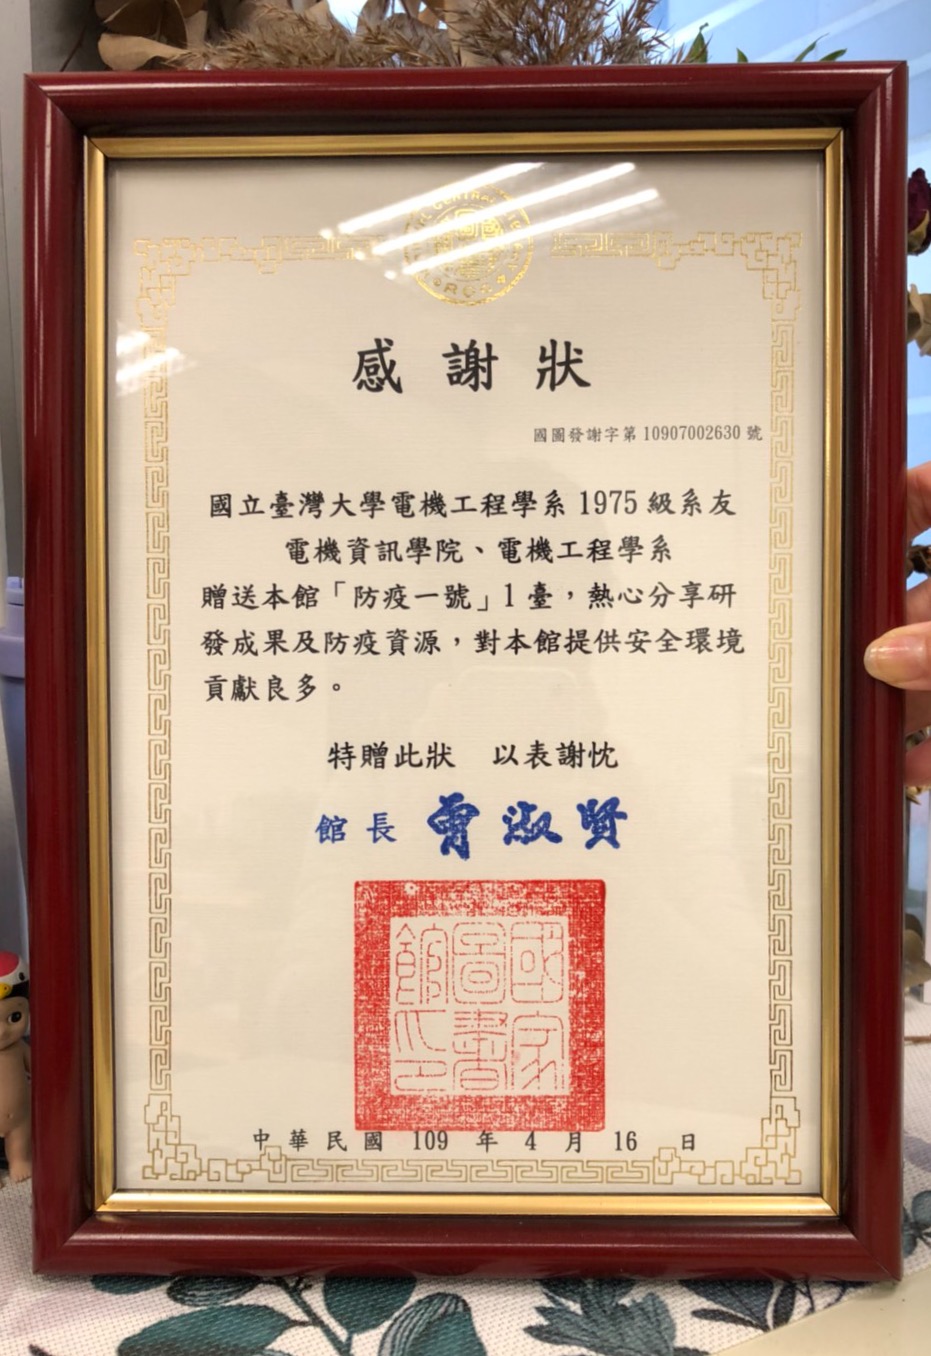 感謝狀
國圖發謝字第 10907002630 號
國立臺灣大學電機工程學系 1975 級系友
電機資訊學院、電機工程學系
贈送本館「防疫一號」1 臺，熱心分享研
發成果及防疫資源，對本館提供安全環境
貢獻良多。
特贈此狀 以表謝忱
館長 曾淑賢
國家
圖書
館印
中華民國 109 年 4 月 16 日